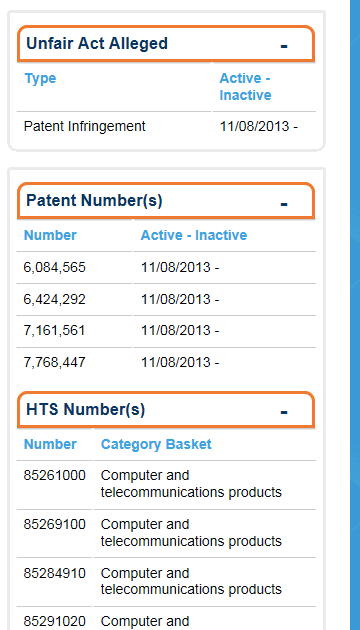 Unfair Act Alleged -
Type Active -
Inactive
Patent Infringement 11/08/2013 -
Patent Number(s) -
Number Active - Inactive
6,084,565 11/08/2013 -
6,424,292 11/08/2013 -
7,161,561 11/08/2013 -
7,768,447 11/08/2013 -
HTS Number(s) -
Number Category Basket
85261000 Computer and
telecommunications products
85269100 Computer and
telecommunications products
85284910 Computer and
telecommunications products
85291020 Computer and